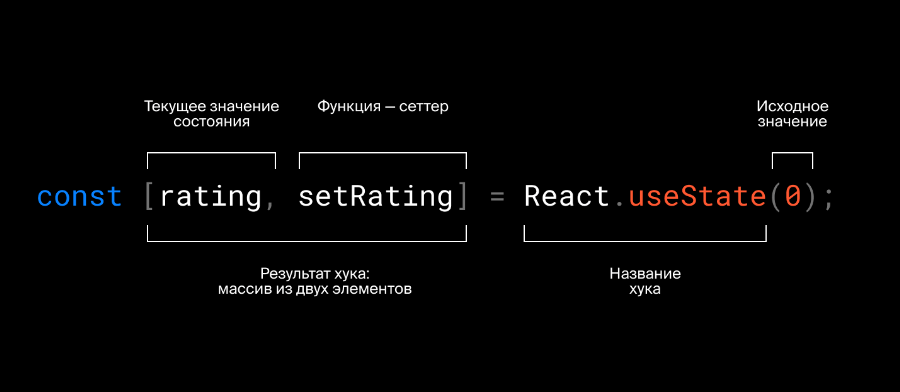 Текущее значение
состояния
Функция — сеттер
Исходное
значение
const [rating, setRating] = React.useState(0);
Результат хука:
массив из двух элементов
Название
хука